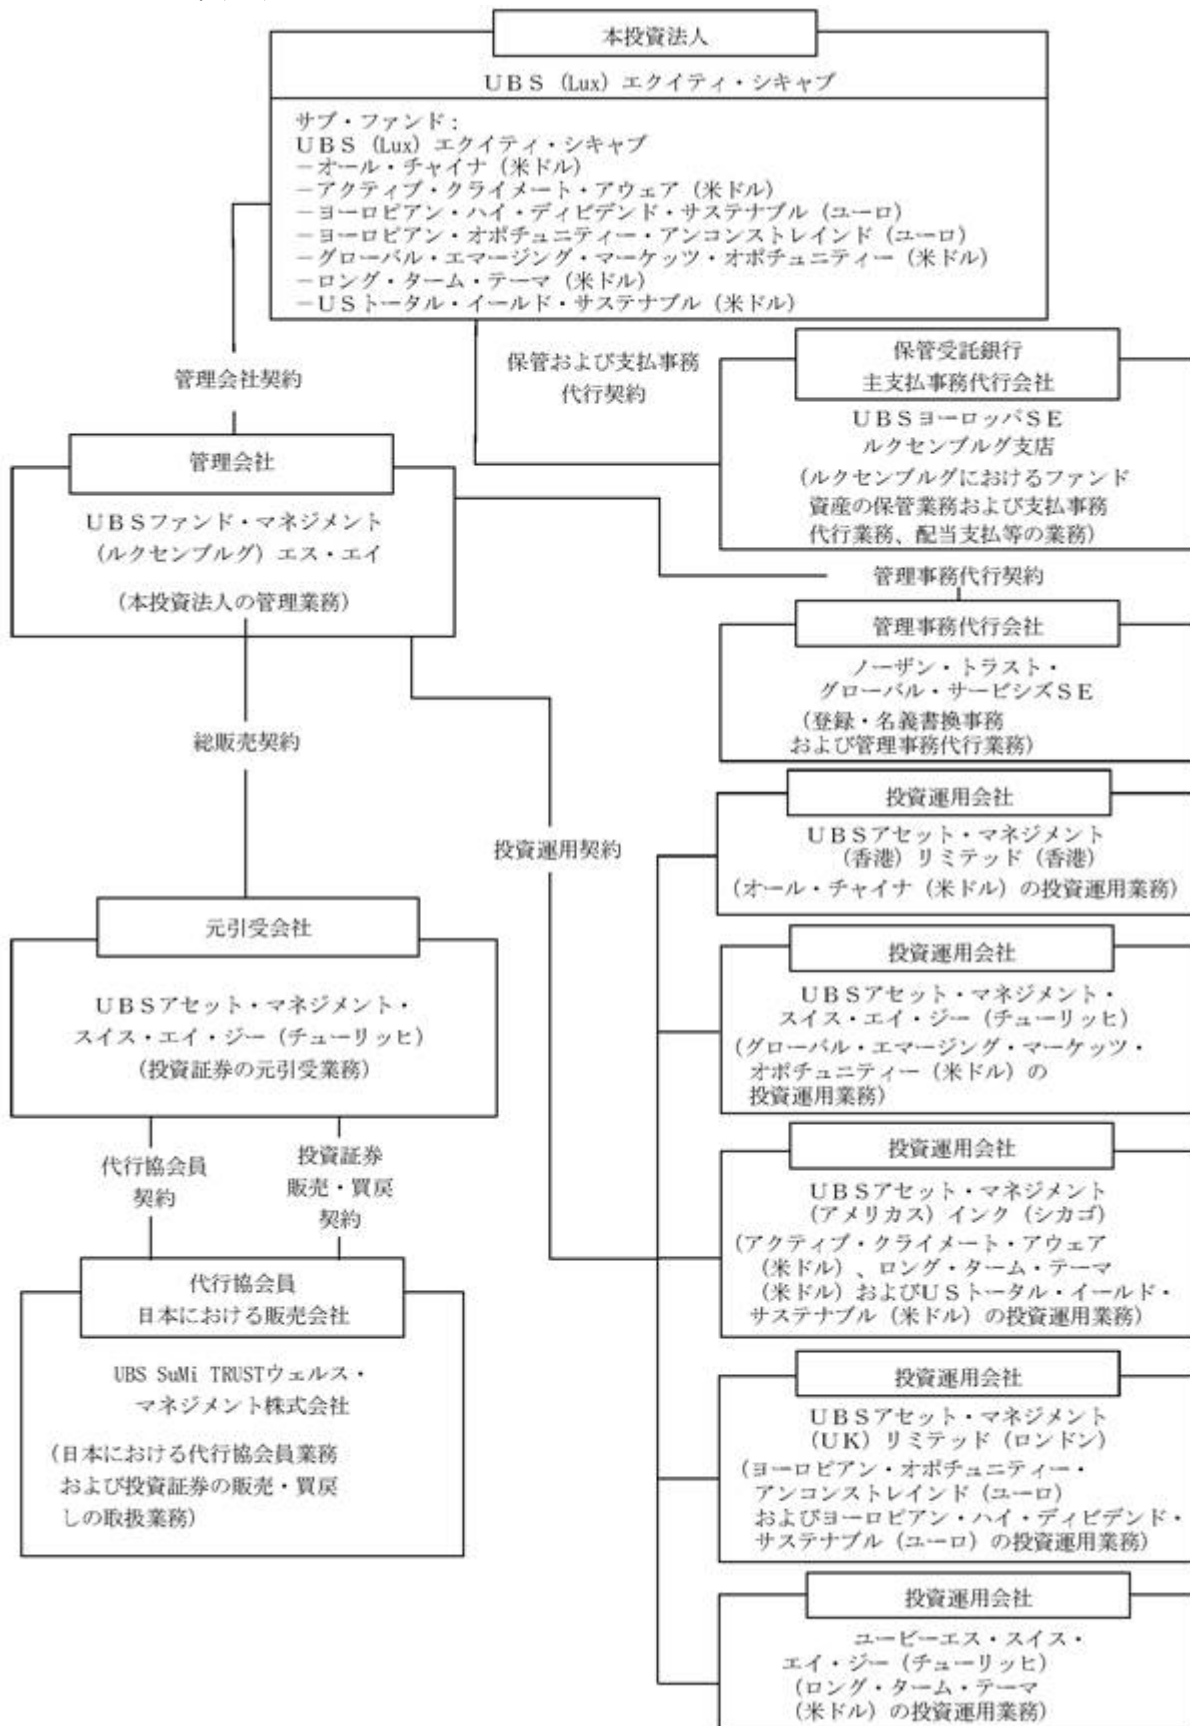 本投資法人
UBS (Lux) エクイティ・シキャブ
サブ・ファンド:
UBS (Lux) エクイティ・シキャブ
－オール・チャイナ (米ドル)
－アクティブ・クライメート・アウェア (米ドル)
－ヨーロピアン・ハイ・ディビデンド・サステナブル (ユーロ)
－ヨーロピアン・オポチュニティー・アンコンストレインド (ユーロ)
－グローバル・エマージング・マーケッツ・オポチュニティー (米ドル)
－ロング・ターム・テーマ (米ドル)
－USトータル・イールド・サステナブル (米ドル)
管理会社契約
保管および支払事務
代行契約
保管受託銀行
主支払事務代行会社
UBSヨーロッパSE
ルクセンブルグ支店
(ルクセンブルグにおけるファンド
資産の保管業務および支払事務
代行業務、配当支払等の業務)
管理会社
UBSファンド・マネジメント
(ルクセンブルグ) エス・エイ
(本投資法人の管理業務)
管理事務代行契約
管理事務代行会社
ノーザン・トラスト・
グローバル・サービシズSE
(登録・名義書換事務
および管理事務代行業務)
総販売契約
投資運用契約
投資運用会社
UBSアセット・マネジメント
(香港) リミテッド (香港)
(オール・チャイナ (米ドル) の投資運用業務)
元引受会社
UBSアセット・マネジメント・
スイス・エイ・ジー (チューリッヒ)
(投資証券の元引受業務)
投資運用会社
UBSアセット・マネジメント・
スイス・エイ・ジー (チューリッヒ)
(グローバル・エマージング・マーケッツ・
オポチュニティー (米ドル) の
投資運用業務)
代行協会員
契約
投資証券
販売・買戻
契約
投資運用会社
UBSアセット・マネジメント
(アメリカス) インク (シカゴ)
(アクティブ・クライメート・アウェア
(米ドル) 、ロング・ターム・テーマ
(米ドル) およびUSトータル・イールド・
サステナブル (米ドル) の投資運用業務)
代行協会員
日本における販売会社
UBS SuMi TRUSTウェルス・
マネジメント株式会社
(日本における代行協会員業務
および投資証券の販売・買戻
しの取扱業務)
投資運用会社
UBSアセット・マネジメント
(UK) リミテッド (ロンドン)
(ヨーロピアン・オポチュニティー・
アンコンストレインド (ユーロ)
およびヨーロピアン・ハイ・ディビデンド・
サステナブル (ユーロ) の投資運用業務)
投資運用会社
ユービーエス・スイス・
エイ・ジー (チューリッヒ)
(ロング・ターム・テーマ
(米ドル) の投資運用業務)